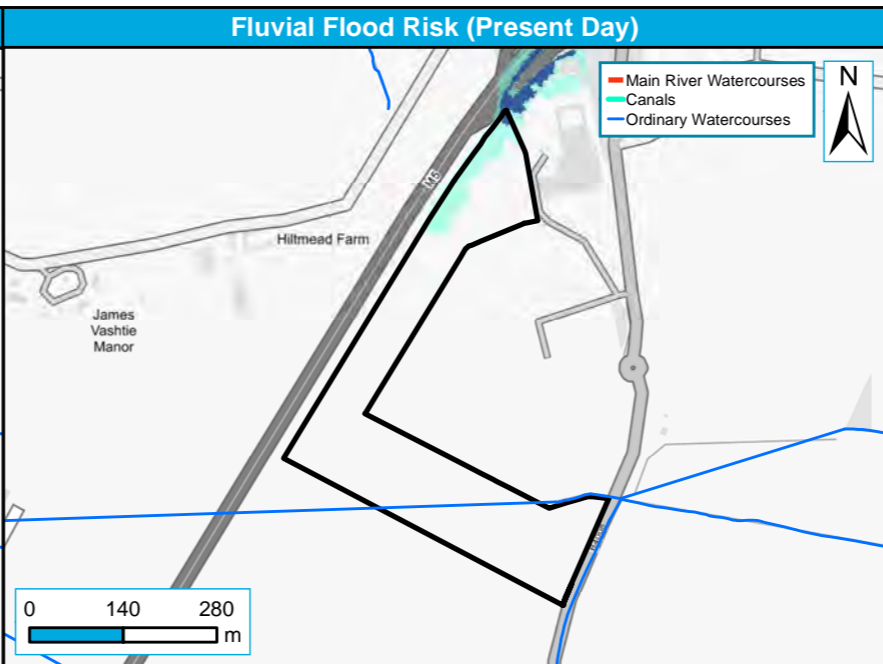 Fluvial Flood Risk (Present Day)
Main River Watercourses
Canals
Ordinary Watercourses
N
M5
Hiltmead Farm
James
Vashtie
Manor
0 140 280
m